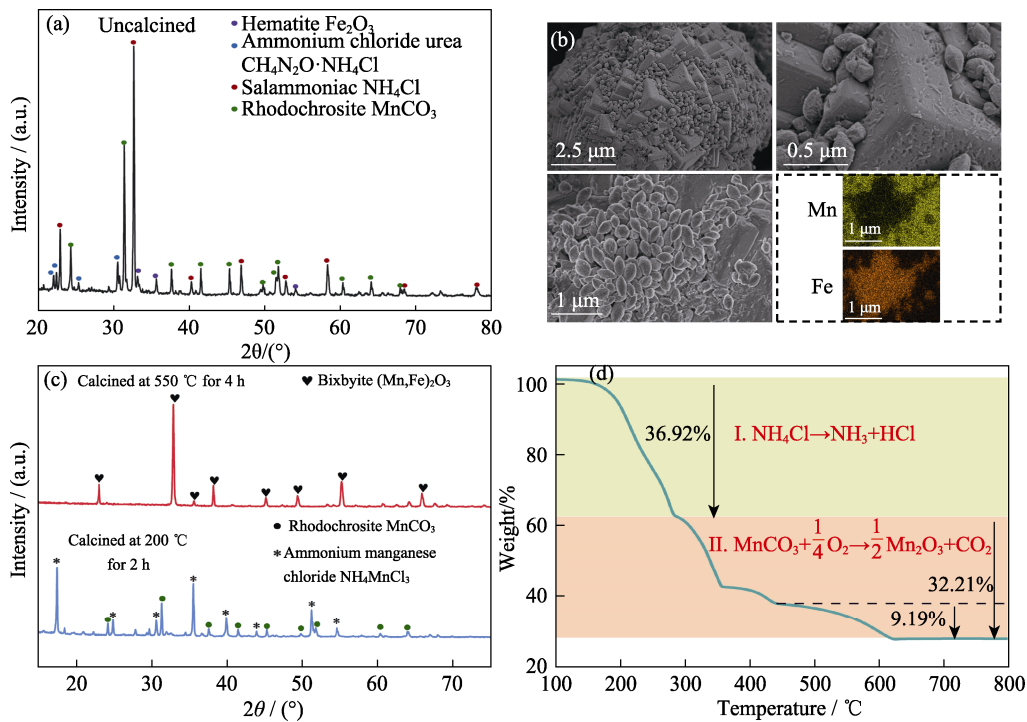 (a)
Uncalcined
Hematite Fe₂O₃
Ammonium chloride urea
CH₄N₂O·NH₄Cl
Salammoniac NH₄Cl
Rhodochrosite MnCO₃
Intensity / (a.u.)
20 30 40 50 60 70 80
2θ/(°)
(b)
2.5 μm
0.5 μm
1 μm
Mn
1 μm
Fe
1 μm
(c)
Calcined at 550 ℃ for 4 h
Bixbyite (Mn,Fe)₂O₃
Rhodochrosite MnCO₃
Calcined at 200 ℃
for 2 h
* Ammonium manganese
chloride NH₄MnCl₃
* * * * * * * *
Intensity / (a.u.)
20 30 40 50 60 70
2θ / (°)
(d)
100
80
60
40
20
Weight/%
36.92%
I. NH₄Cl→NH₃+HCl
II. MnCO₃+1/4 O₂→1/2 Mn₂O₃+CO₂
32.21%
9.19%
100 200 300 400 500 600 700 800
Temperature / ℃